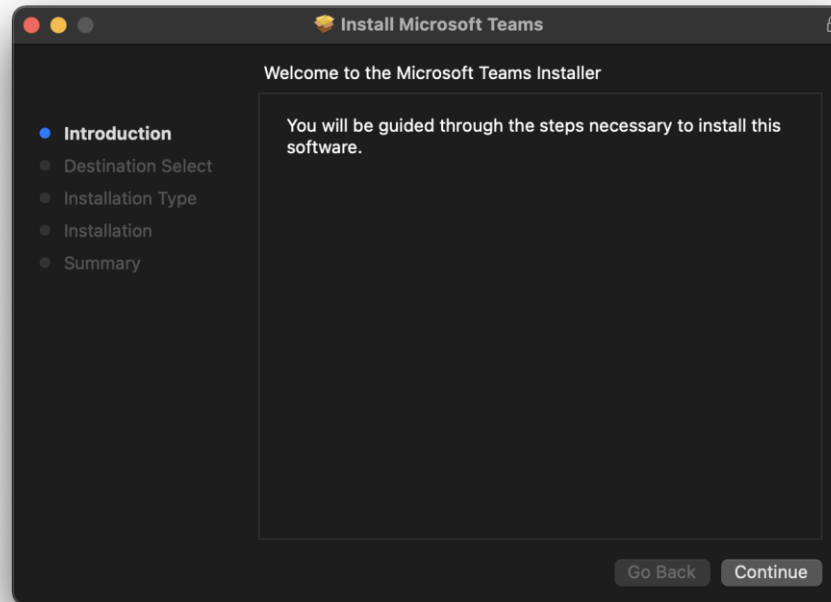 Install Microsoft Teams
Welcome to the Microsoft Teams Installer
Introduction
Destination Select
Installation Type
Installation
Summary
You will be guided through the steps necessary to install this
software.
Go Back
Continue